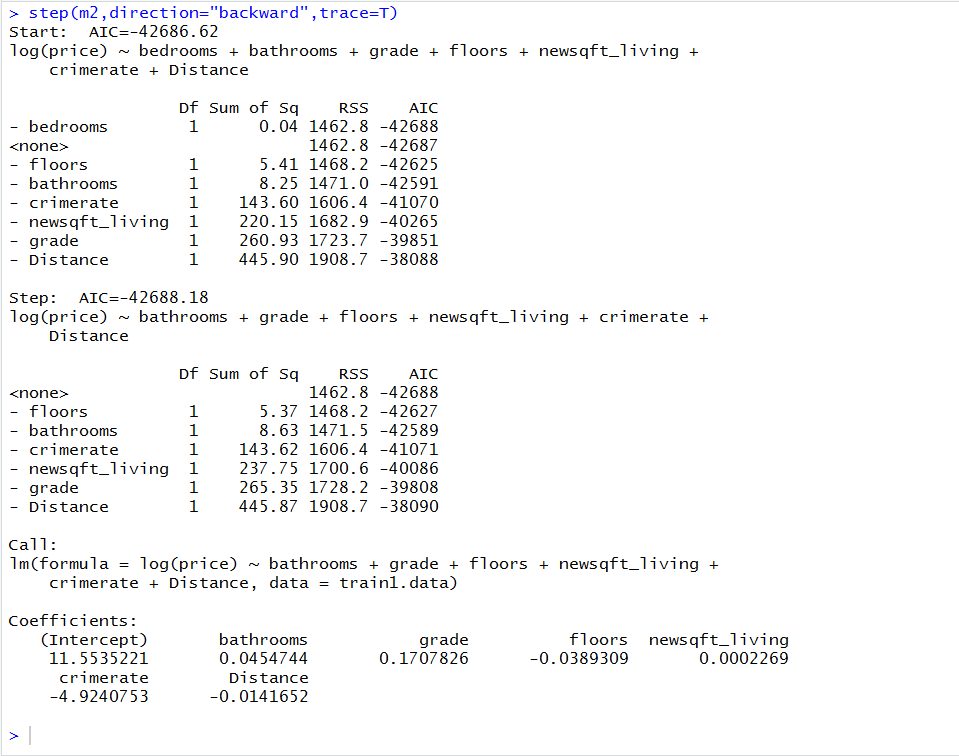 > step(m2,direction="backward",trace=T)
Start:  AIC=-42686.62
log(price) ~ bedrooms + bathrooms + grade + floors + newsqft_living +
    crimerate + Distance

                 Df Sum of Sq    RSS    AIC
- bedrooms        1      0.04 1462.8 -42688
<none>                        1462.8 -42687
- floors          1      5.41 1468.2 -42625
- bathrooms       1      8.25 1471.0 -42591
- crimerate       1    143.60 1606.4 -41070
- newsqft_living  1    220.15 1682.9 -40265
- grade           1    260.93 1723.7 -39851
- Distance        1    445.90 1908.7 -38088

Step:  AIC=-42688.18
log(price) ~ bathrooms + grade + floors + newsqft_living + crimerate +
    Distance

                 Df Sum of Sq    RSS    AIC
<none>                        1462.8 -42688
- floors          1      5.37 1468.2 -42627
- bathrooms       1      8.63 1471.5 -42589
- crimerate       1    143.62 1606.4 -41071
- newsqft_living  1    237.75 1700.6 -40086
- grade           1    265.35 1728.2 -39808
- Distance        1    445.87 1908.7 -38090

Call:
lm(formula = log(price) ~ bathrooms + grade + floors + newsqft_living +
    crimerate + Distance, data = train1.data)

Coefficients:
   (Intercept)       bathrooms           grade          floors  newsqft_living
    11.5535221       0.0454744       0.1707826      -0.0389309       0.0002269
     crimerate        Distance
    -4.9240753      -0.0141652

>